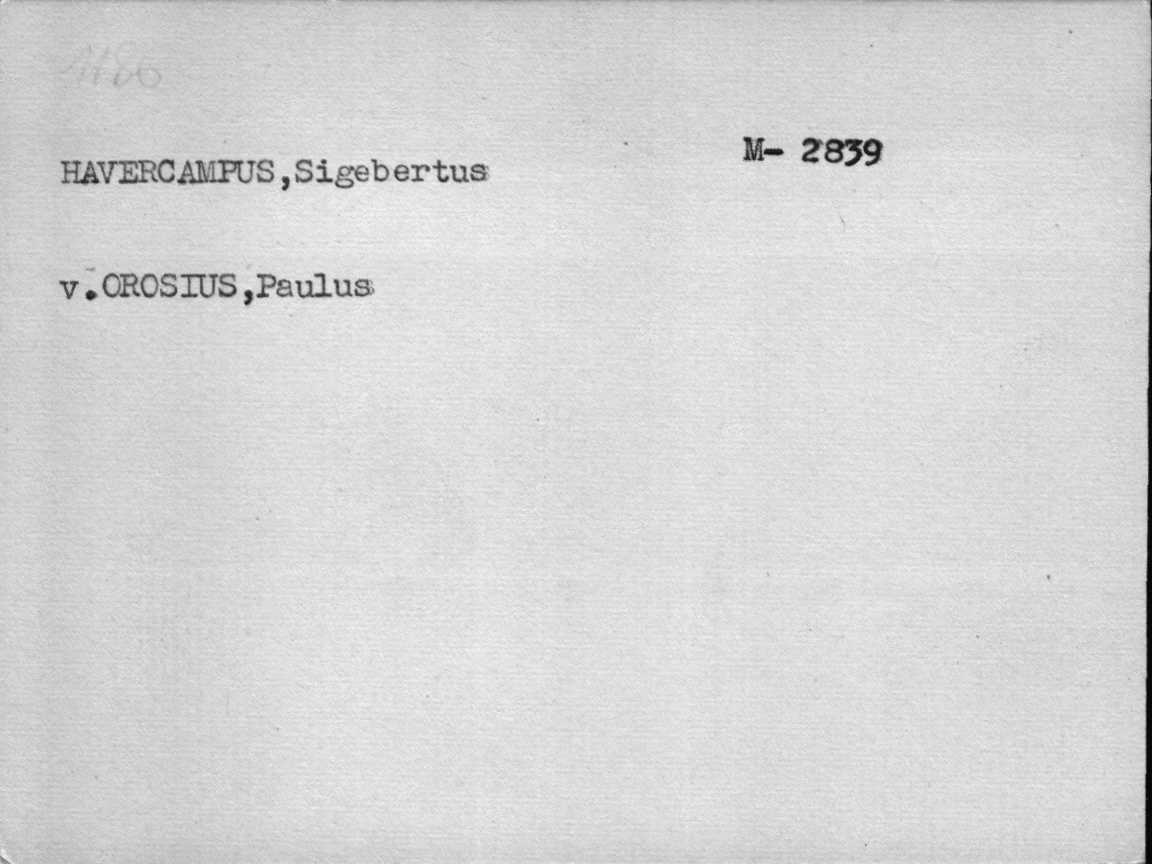 HAVERCAMPUS,Sigebertus
M- 2839
v.OROSIUS,Paulus